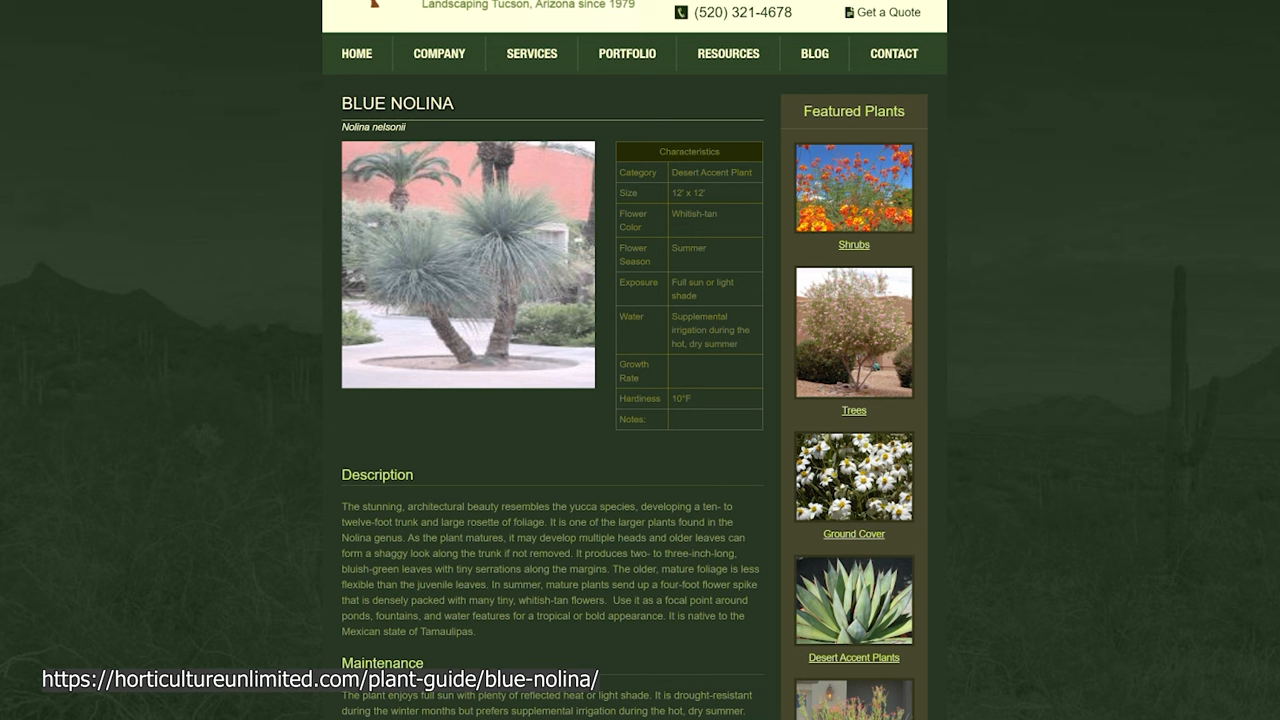 Landscaping Tucson, Arizona since 1979
(520) 321-4678
Get a Quote
HOME
COMPANY
SERVICES
PORTFOLIO
RESOURCES
BLOG
CONTACT
BLUE NOLINA
Nolina nelsonii
Characteristics
Category Desert Accent Plant
Size 12' x 12'
Flower Whitish-tan
Color
Flower Summer
Season
Exposure Full sun or light
shade
Water Supplemental
irrigation during the
hot, dry summer
Growth
Rate
Hardiness 10°F
Notes:
Description
The stunning, architectural beauty resembles the yucca species, developing a ten- to
twelve-foot trunk and large rosette of foliage. It is one of the larger plants found in the
Nolina genus. As the plant matures, it may develop multiple heads and older leaves can
form a shaggy look along the trunk if not removed. It produces two- to three-inch-long,
bluish-green leaves with tiny serrations along the margins. The older, mature foliage is less
flexible than the juvenile leaves. In summer, mature plants send up a four-foot flower spike
that is densely packed with many tiny, whitish-tan flowers. Use it as a focal point around
ponds, fountains, and water features for a tropical or bold appearance. It is native to the
Mexican state of Tamaulipas.
Maintenance
The plant enjoys full sun with plenty of reflected heat or light shade. It is drought-resistant
during the winter months but prefers supplemental irrigation during the hot, dry summer.
Featured Plants
Shrubs
Trees
Ground Cover
Desert Accent Plants
https://horticultureunlimited.com/plant-guide/blue-nolina/